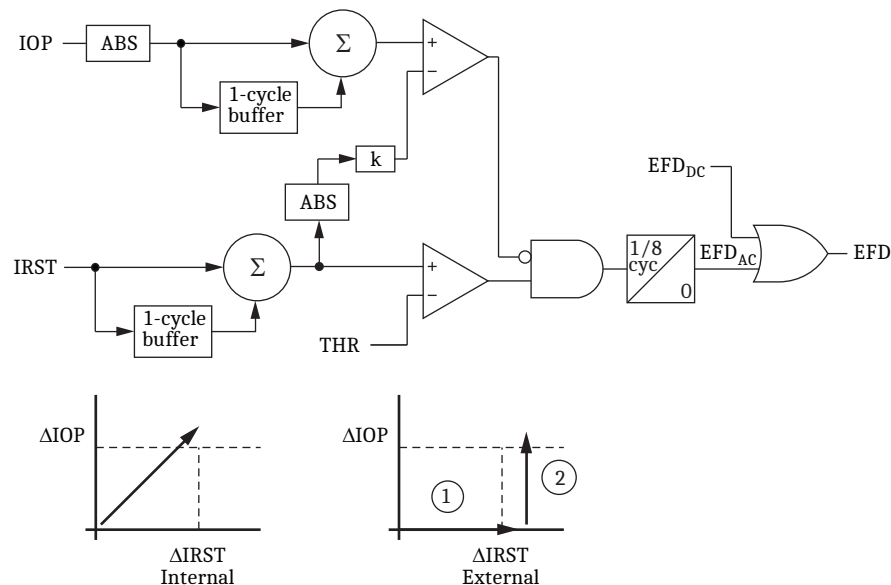 IOP
ABS
Σ
+
−
1-cycle
buffer
k
ABS
EFD_DC
IRST
Σ
+
−
1/8
cyc
0
EFD_AC
EFD
1-cycle
buffer
THR
ΔIOP
ΔIRST
Internal
ΔIOP
1
2
ΔIRST
External